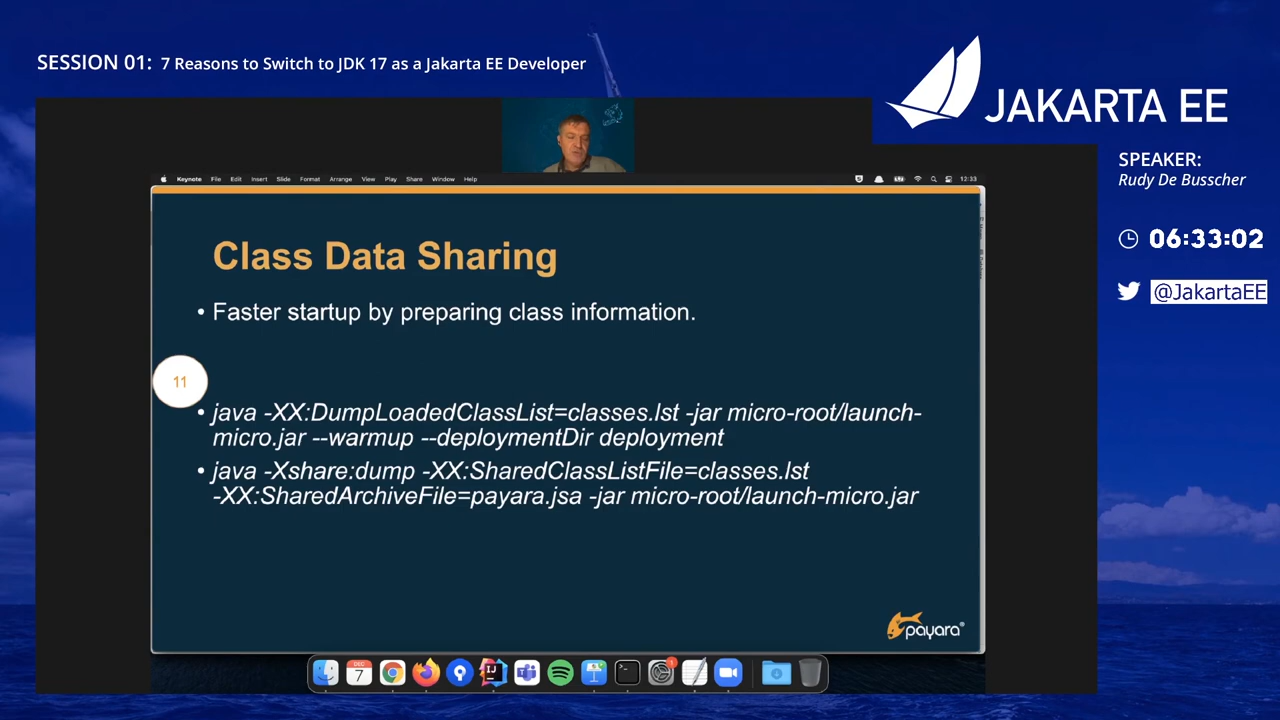 SESSION 01: 7 Reasons to Switch to JDK 17 as a Jakarta EE Developer
JAKARTA EE
SPEAKER:
Rudy De Busscher
06:33:02
@JakartaEE
Keynote File Edit Insert Slide Format Arrange View Play Share Window Help 12:33
Class Data Sharing
• Faster startup by preparing class information.
11
• java -XX:DumpLoadedClassList=classes.lst -jar micro-root/launch-
micro.jar --warmup --deploymentDir deployment
• java -Xshare:dump -XX:SharedClassListFile=classes.lst
-XX:SharedArchiveFile=payara.jsa -jar micro-root/launch-micro.jar
payara®
DEC
7
1